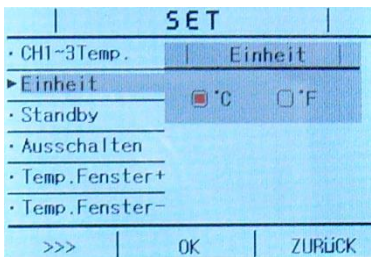 SET
· CH1~3Temp.
Einheit
▶Einheit
°C °F
· Standby
· Ausschalten
· Temp.Fenster+
· Temp.Fenster-
>>> OK ZURÜCK